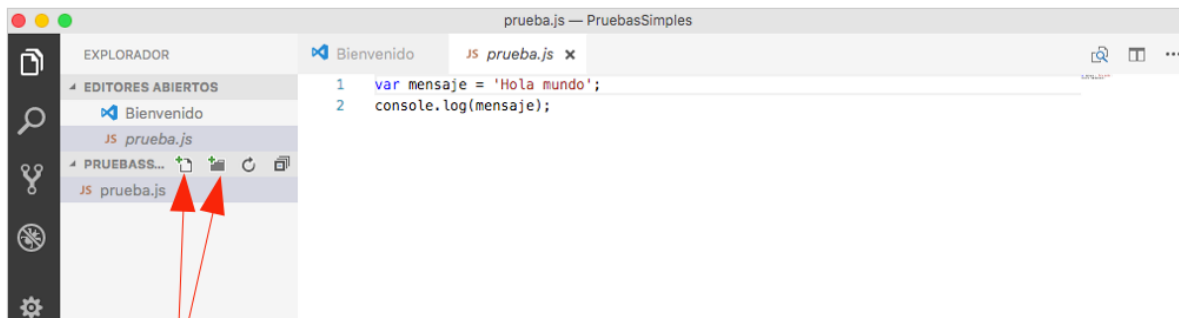 prueba.js — PruebasSimples
EXPLORADOR
EDITORES ABIERTOS
Bienvenido
JS prueba.js
PRUEBASS...
JS prueba.js
Bienvenido
JS prueba.js ×
1 var mensaje = 'Hola mundo';
2 console.log(mensaje);